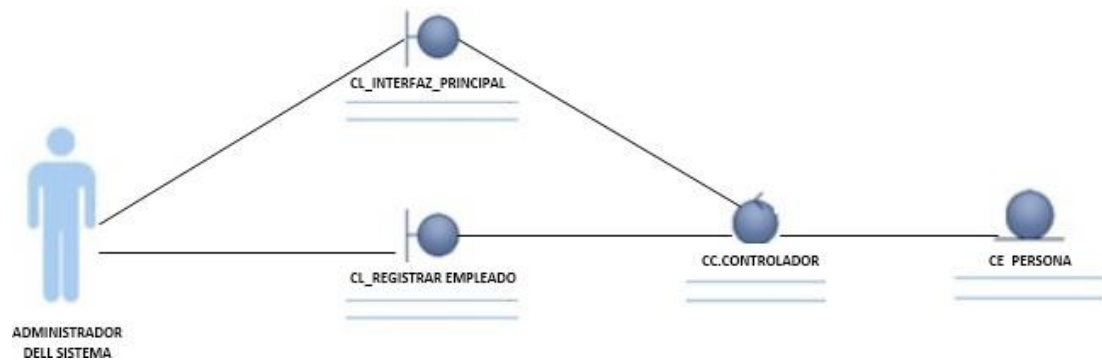 CL_INTERFAZ_PRINCIPAL
CL_REGISTRAR EMPLEADO
CC.CONTROLADOR
CE PERSONA
ADMINISTRADOR
DELL SISTEMA